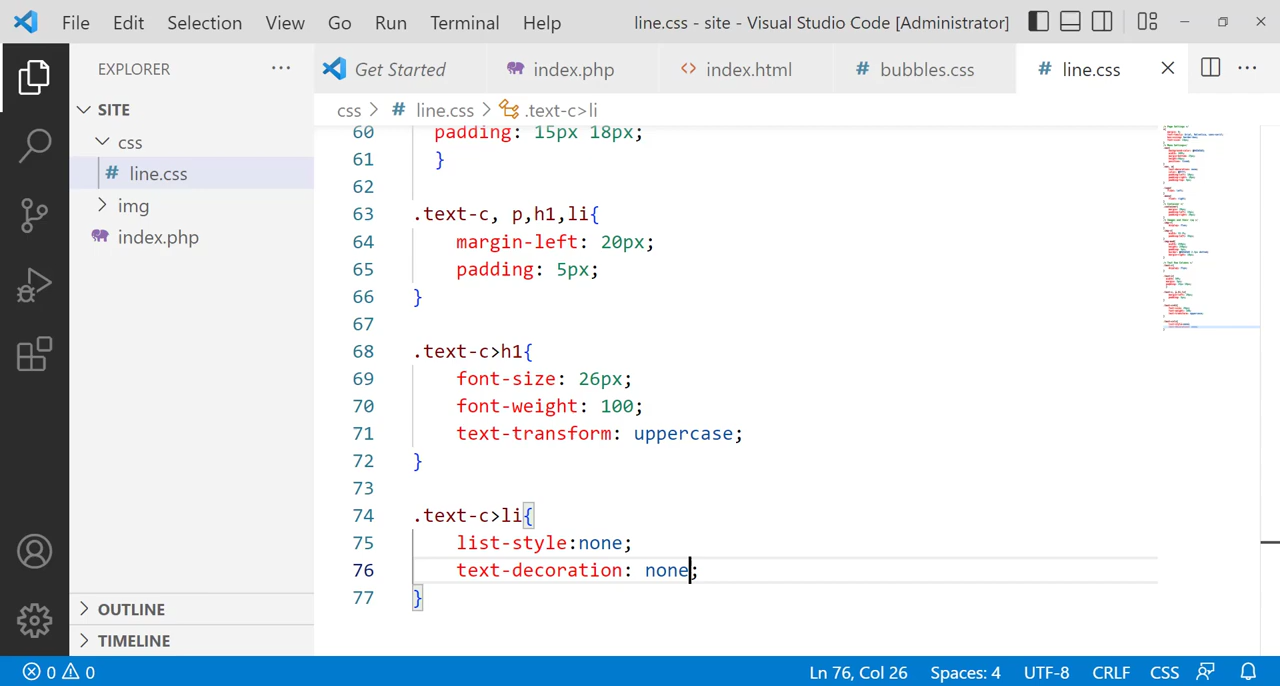 File Edit Selection View Go Run Terminal Help line.css - site - Visual Studio Code [Administrator]
EXPLORER ...
Get Started index.php index.html # bubbles.css # line.css
SITE
css > # line.css > .text-c>li
css
# line.css
img
index.php
60 padding: 15px 18px;
61 }
62
63 .text-c, p,h1,li{
64 margin-left: 20px;
65 padding: 5px;
66 }
67
68 .text-c>h1{
69 font-size: 26px;
70 font-weight: 100;
71 text-transform: uppercase;
72 }
73
74 .text-c>li{
75 list-style:none;
76 text-decoration: none;
77 }
OUTLINE
TIMELINE
0 0 Ln 76, Col 26 Spaces: 4 UTF-8 CRLF CSS